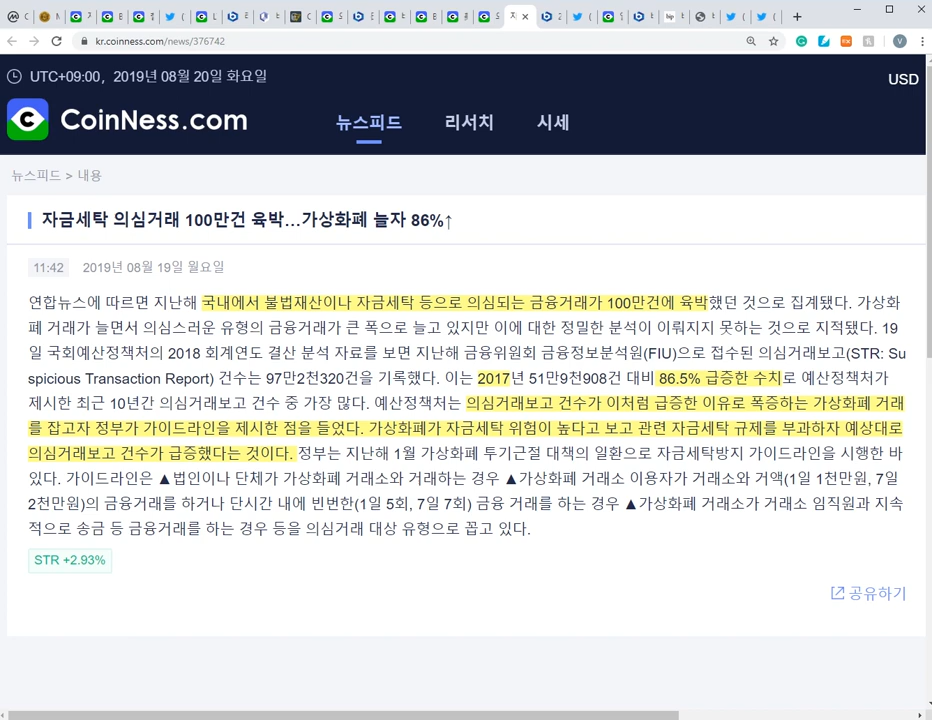 kr.coinness.com/news/376742
UTC+09:00, 2019년 08월 20일 화요일
USD
CoinNess.com
뉴스피드 리서치 시세
뉴스피드 > 내용
자금세탁 의심거래 100만건 육박…가상화폐 늘자 86%↑
11:42 2019년 08월 19일 월요일
연합뉴스에 따르면 지난해 국내에서 불법재산이나 자금세탁 등으로 의심되는 금융거래가 100만건에 육박했던 것으로 집계됐다. 가상화
폐 거래가 늘면서 의심스러운 유형의 금융거래가 큰 폭으로 늘고 있지만 이에 대한 정밀한 분석이 이뤄지지 못하는 것으로 지적됐다. 19
일 국회예산정책처의 2018 회계연도 결산 분석 자료를 보면 지난해 금융위원회 금융정보분석원(FIU)으로 접수된 의심거래보고(STR: Su
spicious Transaction Report) 건수는 97만2천320건을 기록했다. 이는 2017년 51만9천908건 대비 86.5% 급증한 수치로 예산정책처가
제시한 최근 10년간 의심거래보고 건수 중 가장 많다. 예산정책처는 의심거래보고 건수가 이처럼 급증한 이유로 폭증하는 가상화폐 거래
를 잡고자 정부가 가이드라인을 제시한 점을 들었다. 가상화폐가 자금세탁 위험이 높다고 보고 관련 자금세탁 규제를 부과하자 예상대로
의심거래보고 건수가 급증했다는 것이다. 정부는 지난해 1월 가상화폐 투기근절 대책의 일환으로 자금세탁방지 가이드라인을 시행한 바
있다. 가이드라인은 ▲법인이나 단체가 가상화폐 거래소와 거래하는 경우 ▲가상화폐 거래소 이용자가 거래소와 거액(1일 1천만원, 7일
2천만원)의 금융거래를 하거나 단시간 내에 빈번한(1일 5회, 7일 7회) 금융 거래를 하는 경우 ▲가상화폐 거래소가 거래소 임직원과 지속
적으로 송금 등 금융거래를 하는 경우 등을 의심거래 대상 유형으로 꼽고 있다.
STR +2.93%
공유하기